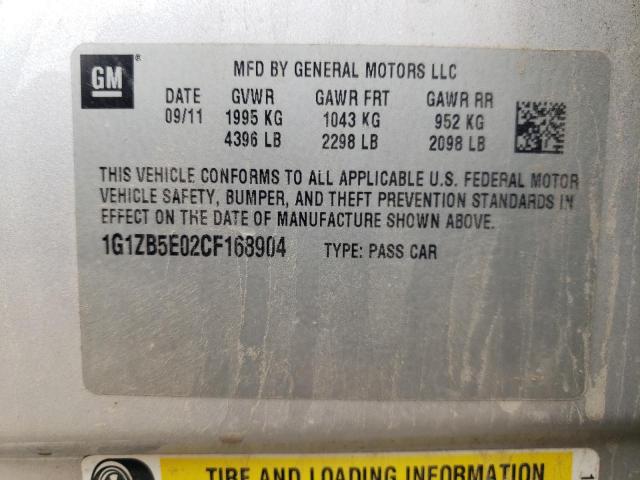 GM®
MFD BY GENERAL MOTORS LLC
DATE GVWR GAWR FRT GAWR RR
09/11 1995 KG 1043 KG 952 KG
4396 LB 2298 LB 2098 LB
THIS VEHICLE CONFORMS TO ALL APPLICABLE U.S. FEDERAL MOTOR
VEHICLE SAFETY, BUMPER, AND THEFT PREVENTION STANDARDS IN
EFFECT ON THE DATE OF MANUFACTURE SHOWN ABOVE.
1G1ZB5E02CF168904 TYPE: PASS CAR
TIRE AND LOADING INFORMATION